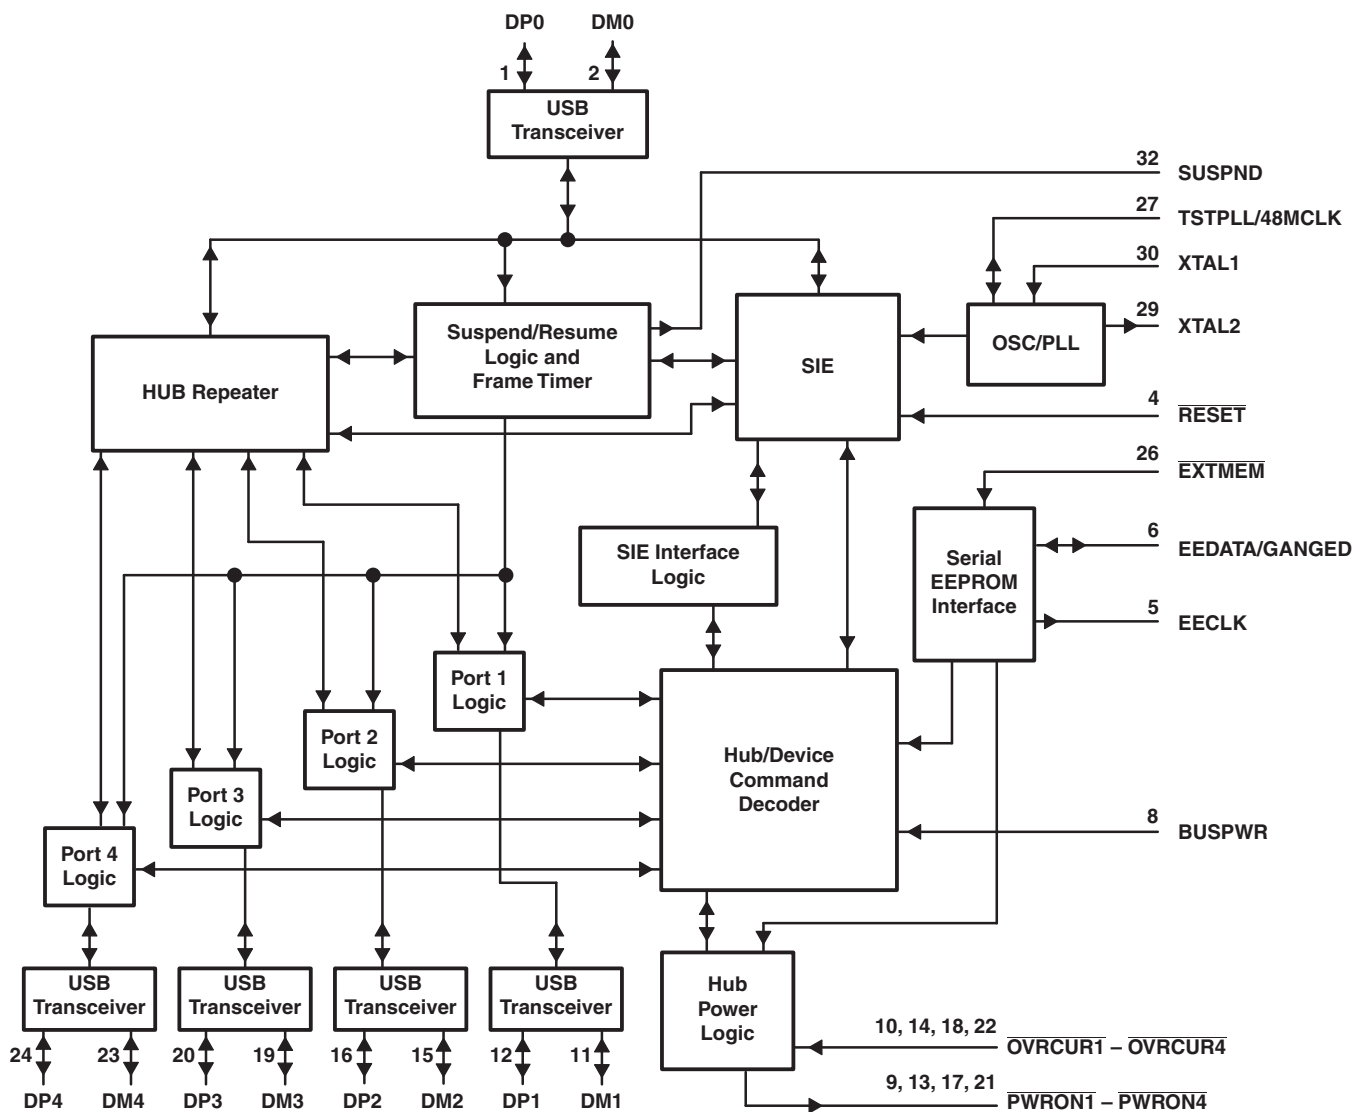 DP0 DM0
1 2
USB
Transceiver
32 SUSPND
27 TSTPLL/48MCLK
30 XTAL1
29 XTAL2
Suspend/Resume
Logic and
Frame Timer
SIE
OSC/PLL
HUB Repeater
4 RESET
26 EXTMEM
SIE Interface
Logic
Serial
EEPROM
Interface
6 EEDATA/GANGED
5 EECLK
Port 1
Logic
Port 2
Logic
Port 3
Logic
Port 4
Logic
Hub/Device
Command
Decoder
8 BUSPWR
USB
Transceiver
USB
Transceiver
USB
Transceiver
USB
Transceiver
Hub
Power
Logic
10, 14, 18, 22
OVRCUR1 – OVRCUR4
9, 13, 17, 21
PWRON1 – PWRON4
24 23 20 19 16 15 12 11
DP4 DM4 DP3 DM3 DP2 DM2 DP1 DM1